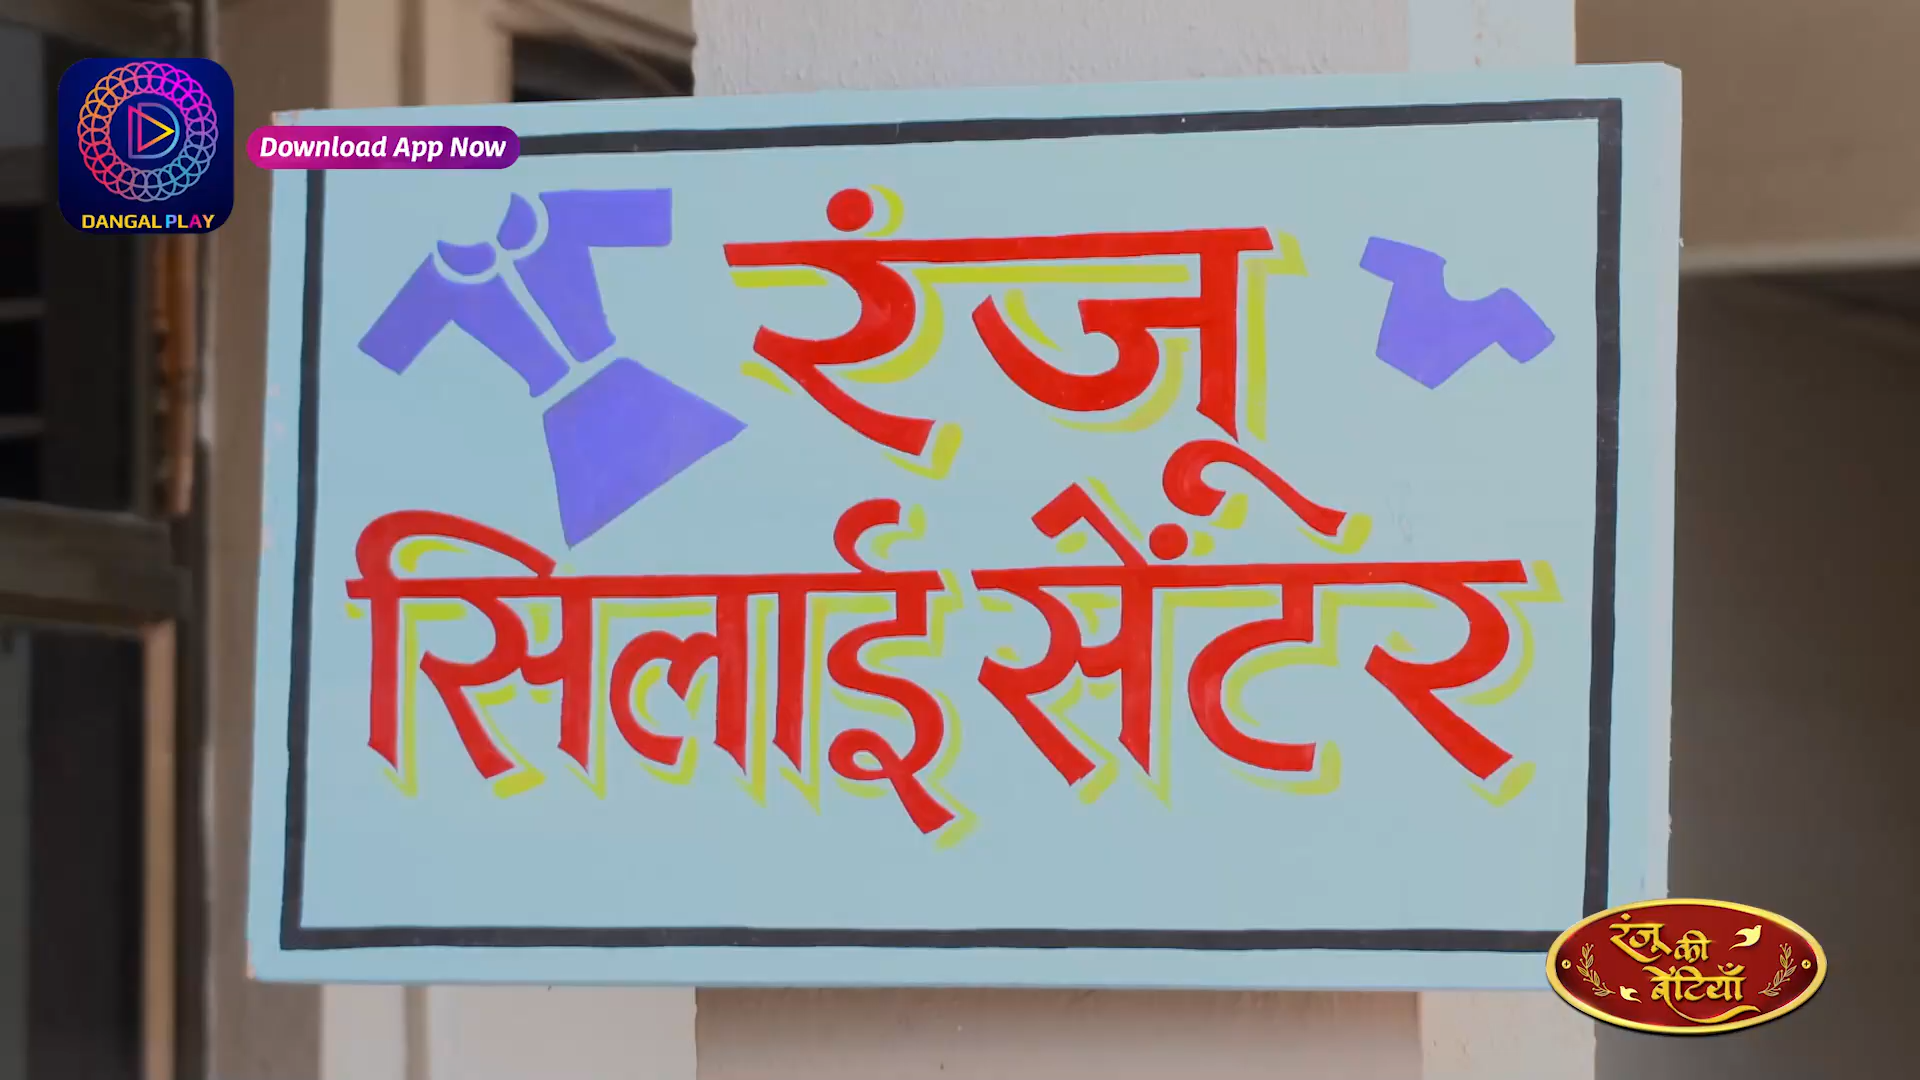 DANGAL PLAY
Download App Now
रंजू
सिलाई सेंटर
रंजू की
बेटियाँ